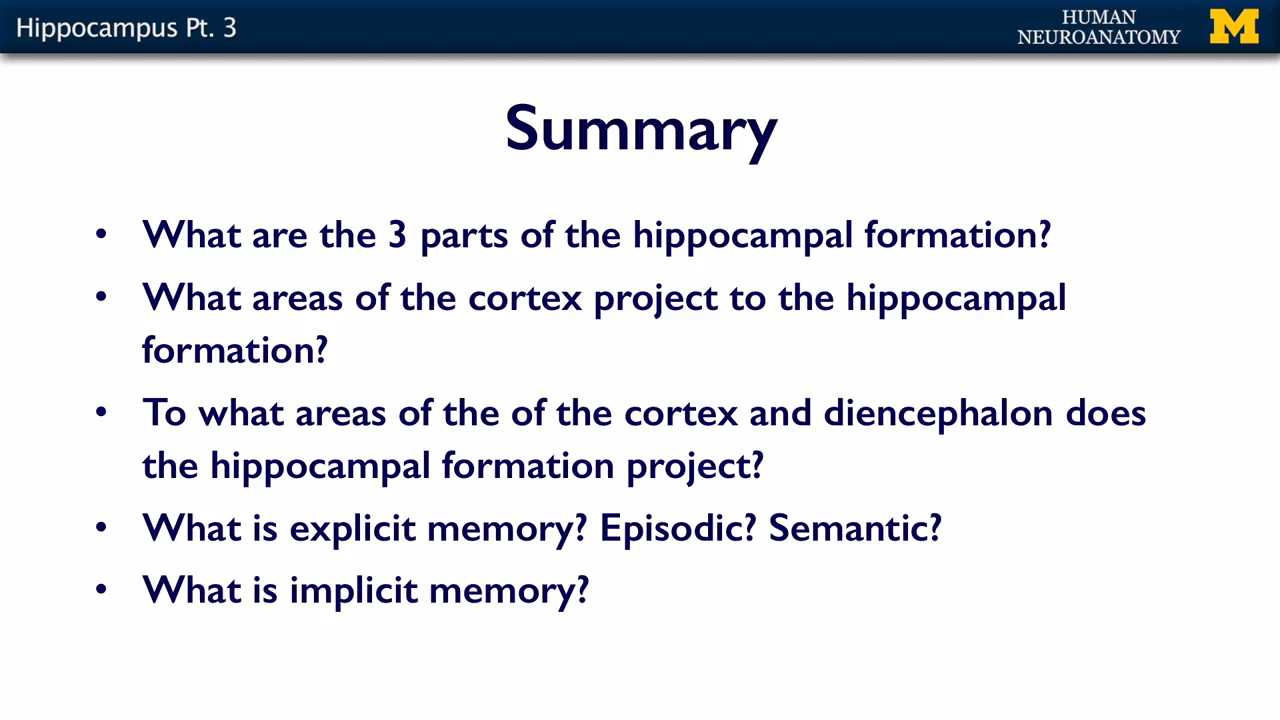 Hippocampus Pt. 3
HUMAN
NEUROANATOMY
M
Summary
• What are the 3 parts of the hippocampal formation?
• What areas of the cortex project to the hippocampal
formation?
• To what areas of the of the cortex and diencephalon does
the hippocampal formation project?
• What is explicit memory? Episodic? Semantic?
• What is implicit memory?